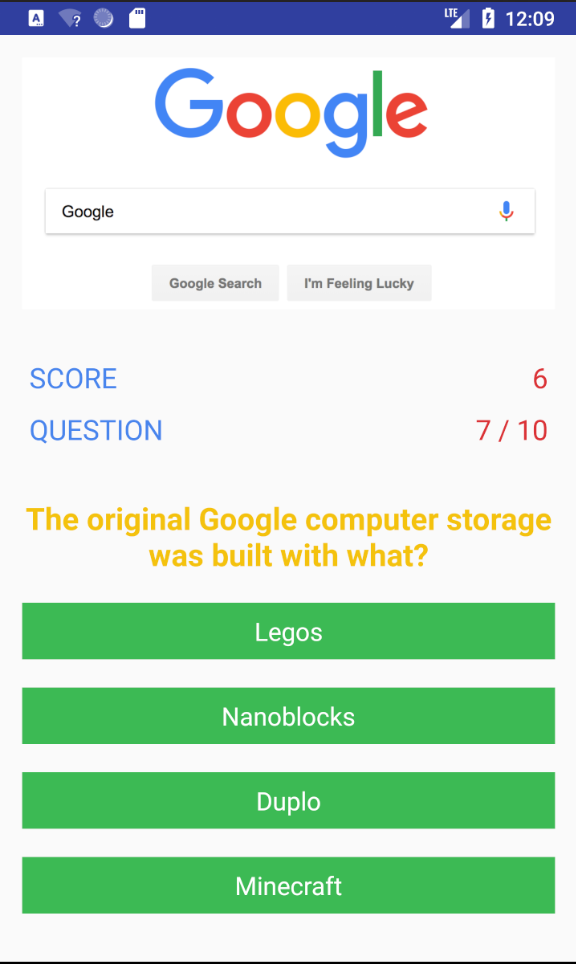 A ? LTE 12:09
Google
Google
Google Search I'm Feeling Lucky
SCORE 6
QUESTION 7 / 10
The original Google computer storage
was built with what?
Legos
Nanoblocks
Duplo
Minecraft